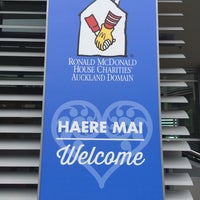 RONALD MCDONALD
HOUSE CHARITIES®
AUCKLAND DOMAIN
HAERE MAI
Welcome